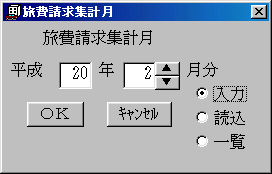 旅費請求集計月
旅費請求集計月
平成 20 年 2 月分
入力
OK キャンセル 読込
一覧